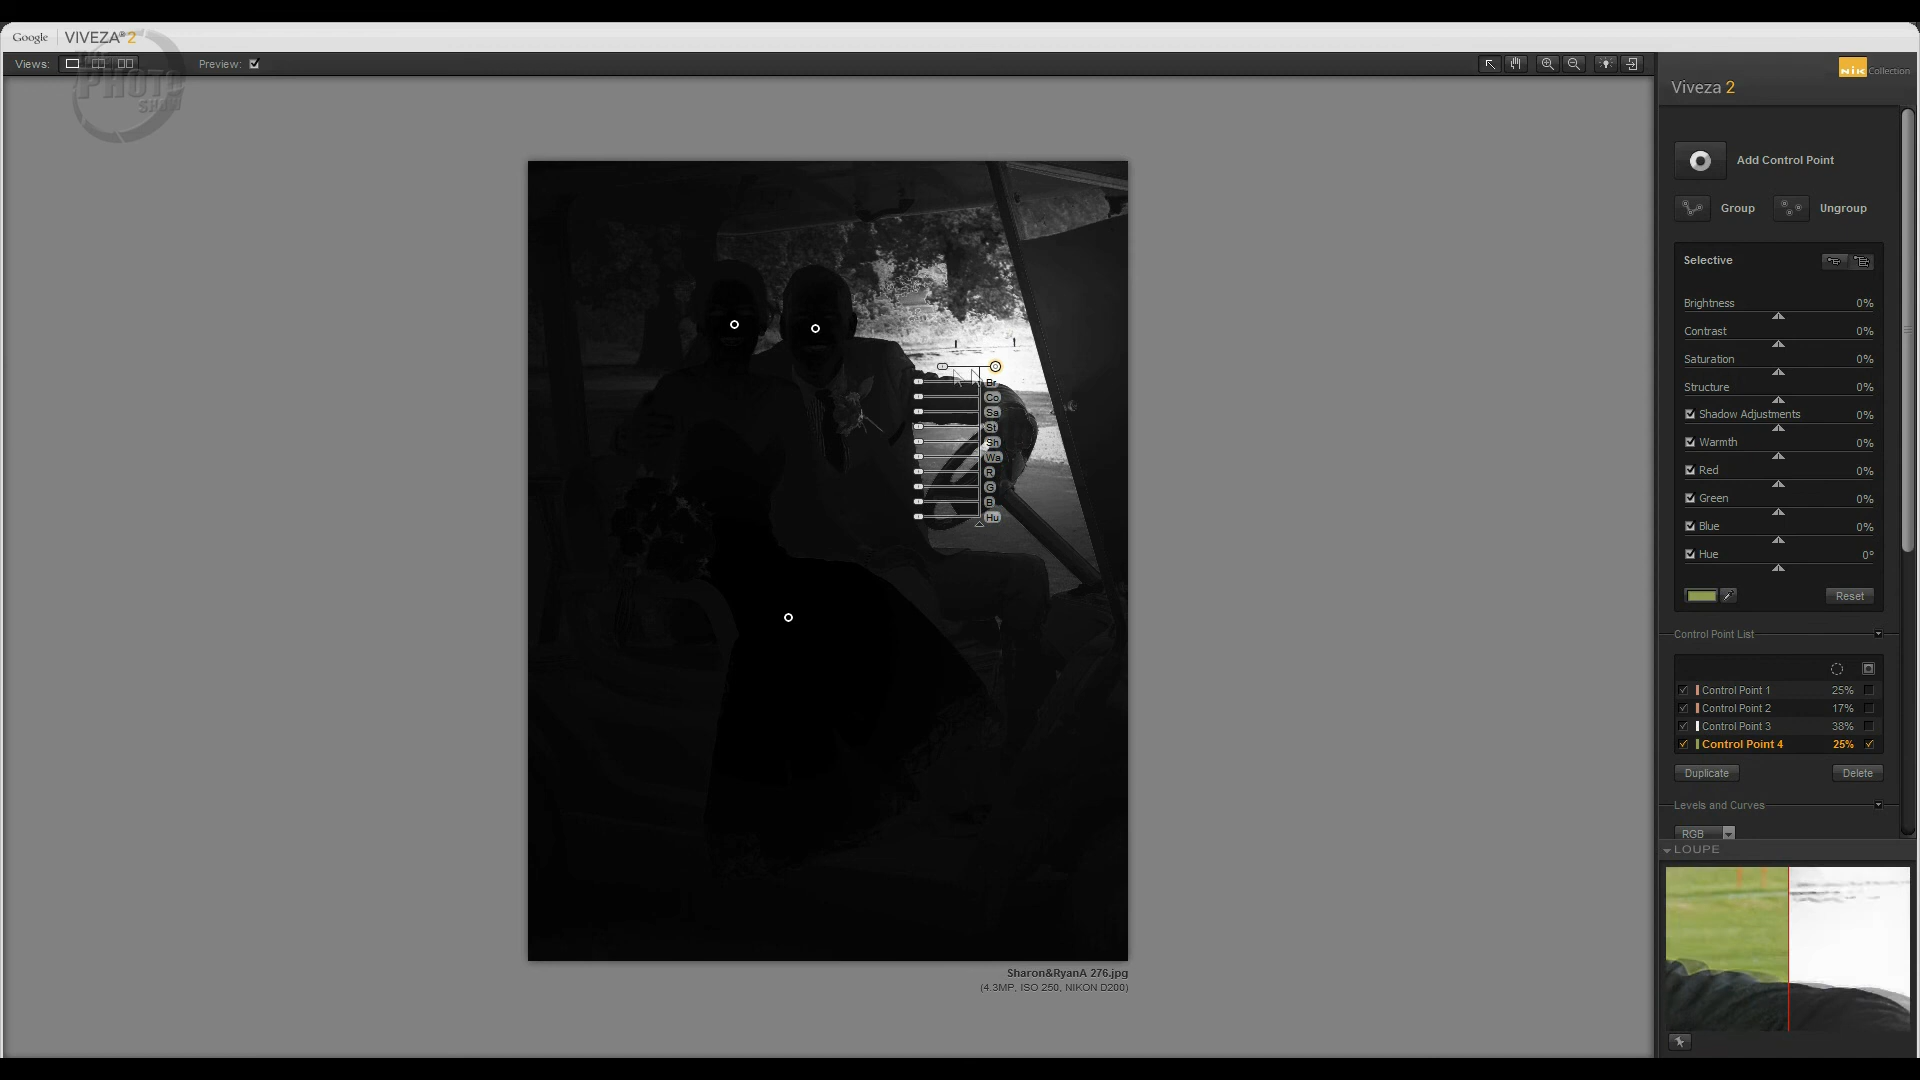 Google VIVEZA® 2
THE PHOTO SHOW
Views:
Preview:
NIK Collection
Viveza 2
Add Control Point
Group Ungroup
Selective
Brightness 0%
Contrast 0%
Saturation 0%
Structure 0%
Shadow Adjustments 0%
Warmth 0%
Red 0%
Green 0%
Blue 0%
Hue 0°
Reset
Br
Co
Sa
St
Sh
Wa
R
G
B
Hu
Control Point List
Control Point 1 25%
Control Point 2 17%
Control Point 3 38%
Control Point 4 25%
Duplicate Delete
Levels and Curves
RGB
LOUPE
Sharon&RyanA 276.jpg
(4.3MP, ISO 250, NIKON D200)